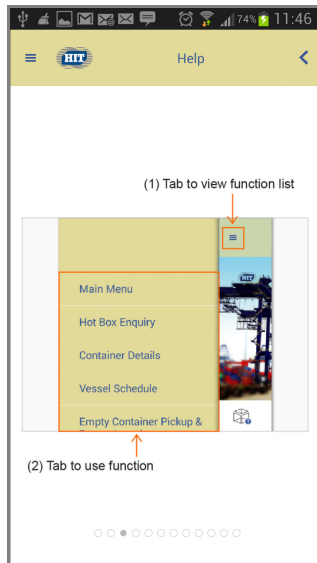 74% 11:46
HIT Help
(1) Tab to view function list
HIT
Main Menu
Hot Box Enquiry
Container Details
Vessel Schedule
Empty Container Pickup &
(2) Tab to use function